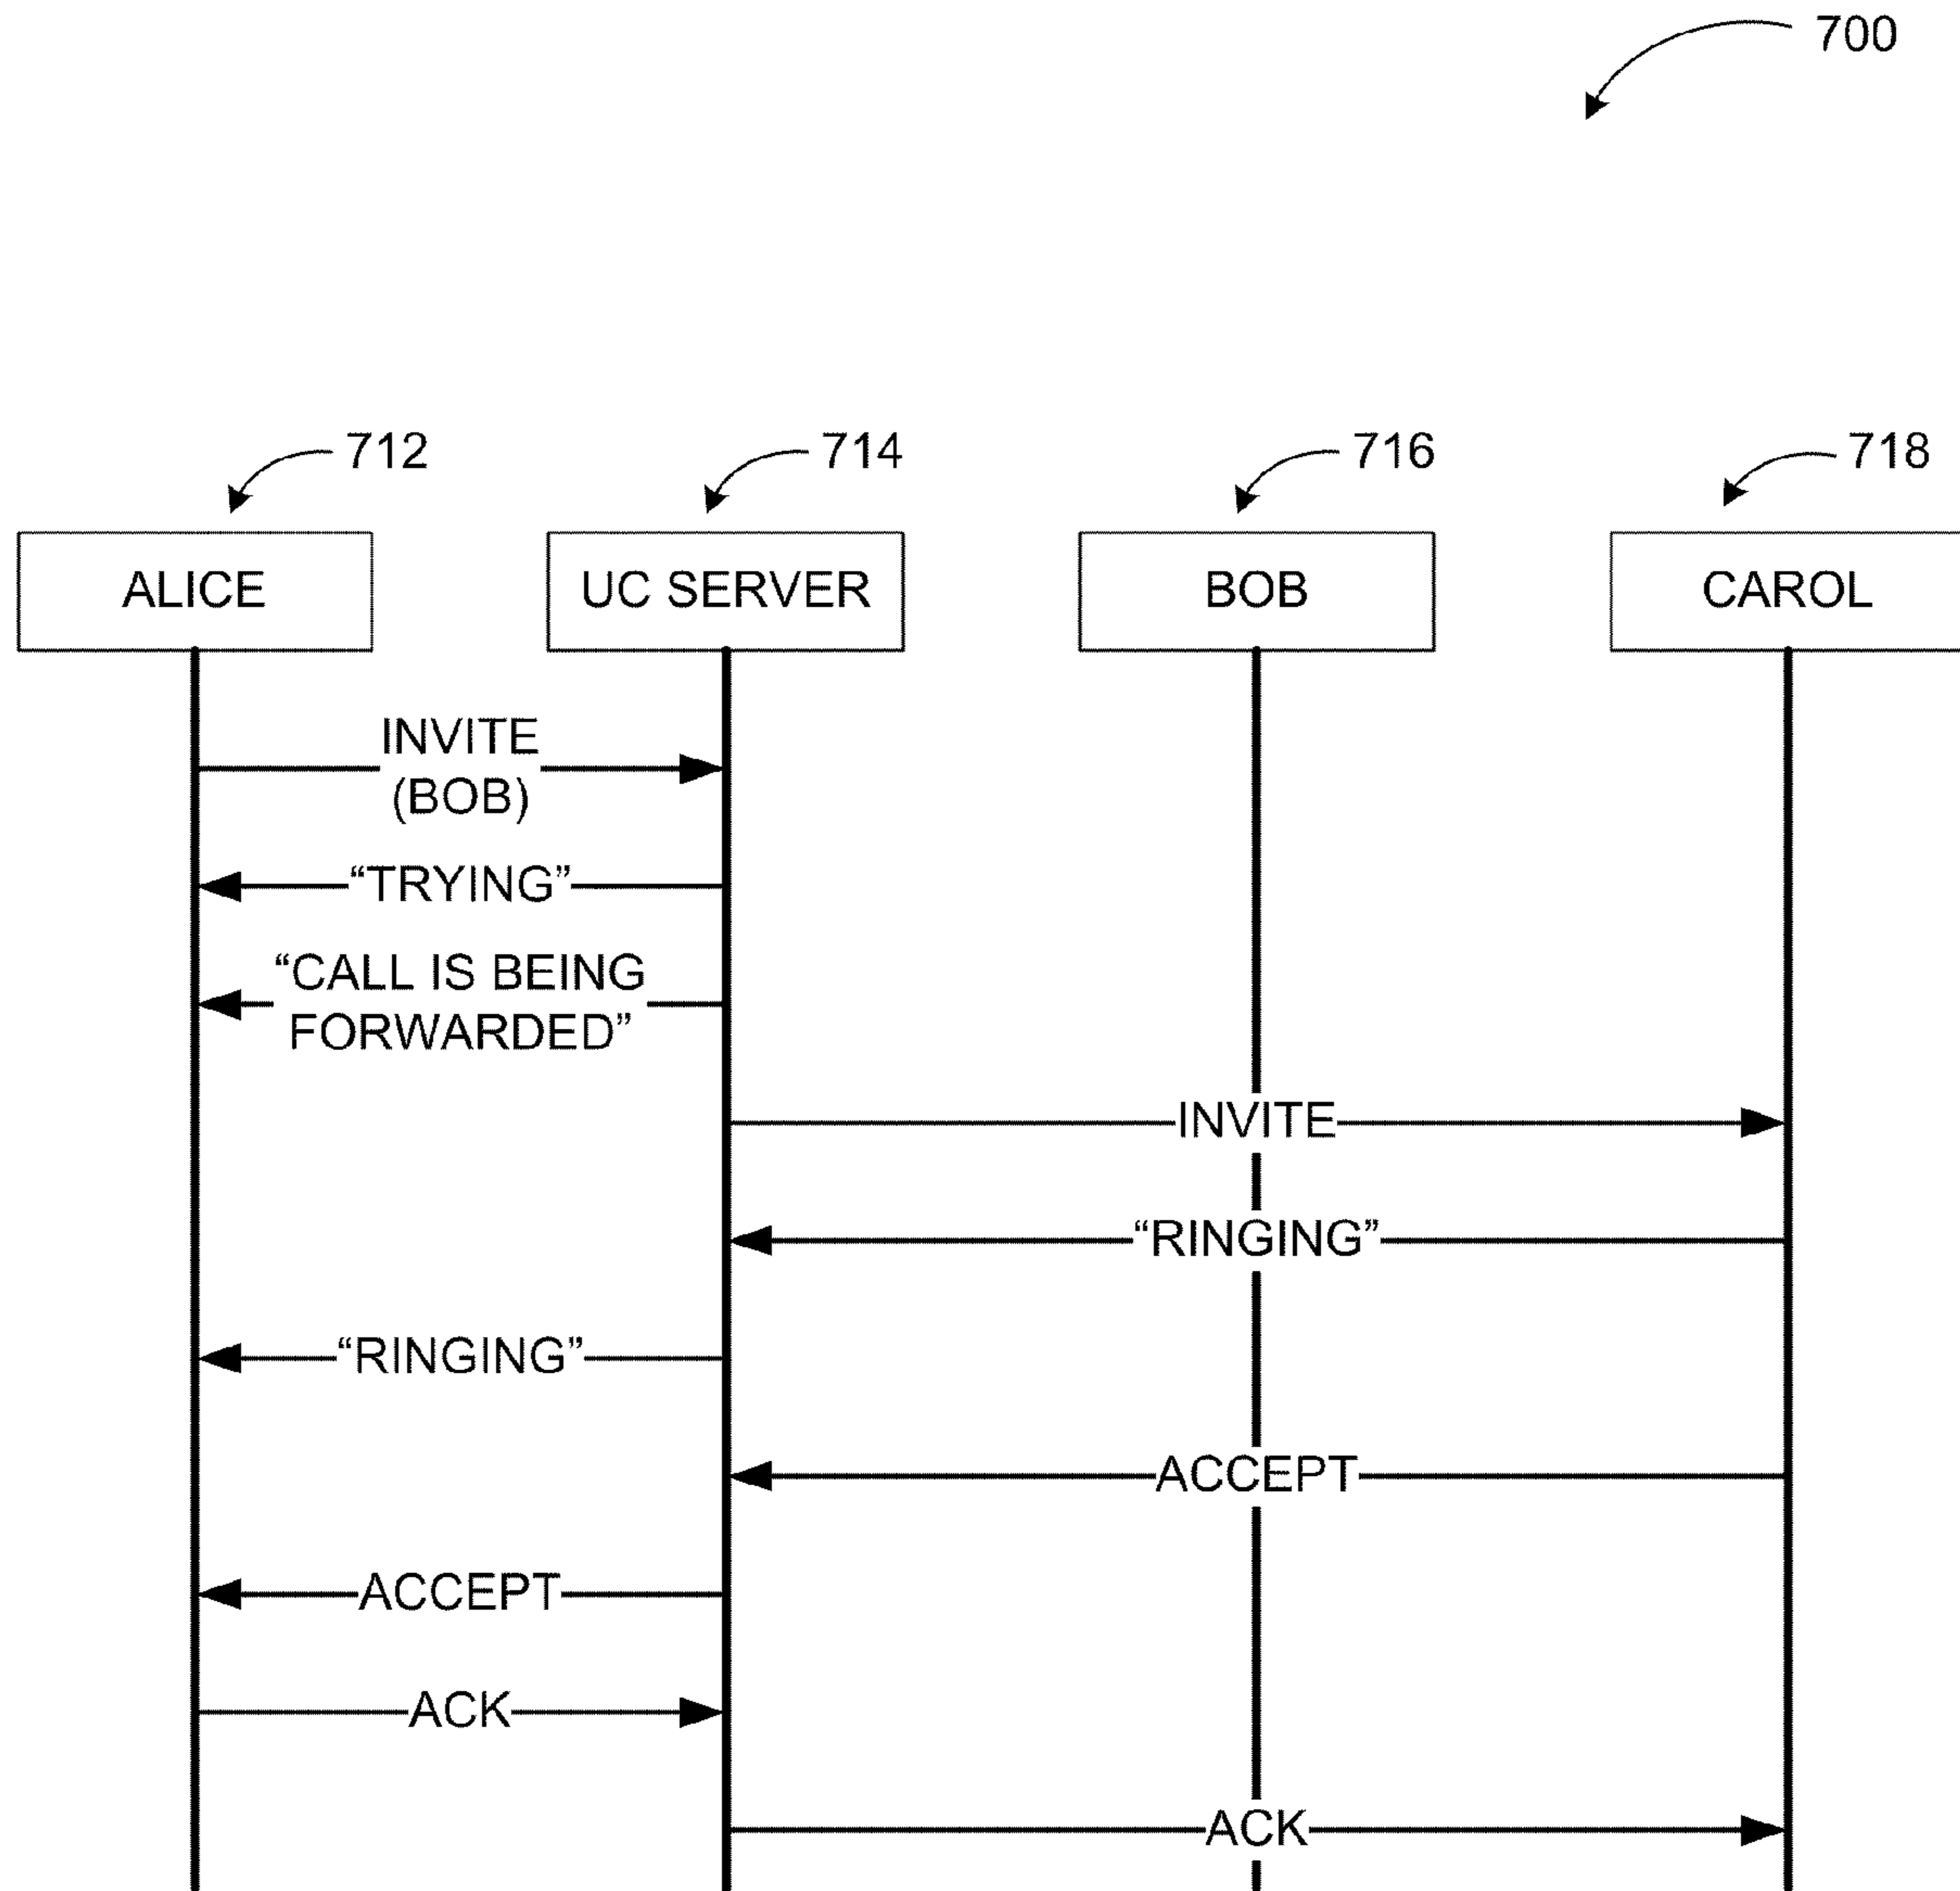 700
712
714
716
718
ALICE
UC SERVER
BOB
CAROL
INVITE
(BOB)
“TRYING”
“CALL IS BEING
FORWARDED”
INVITE
“RINGING”
“RINGING”
ACCEPT
ACCEPT
ACK
ACK